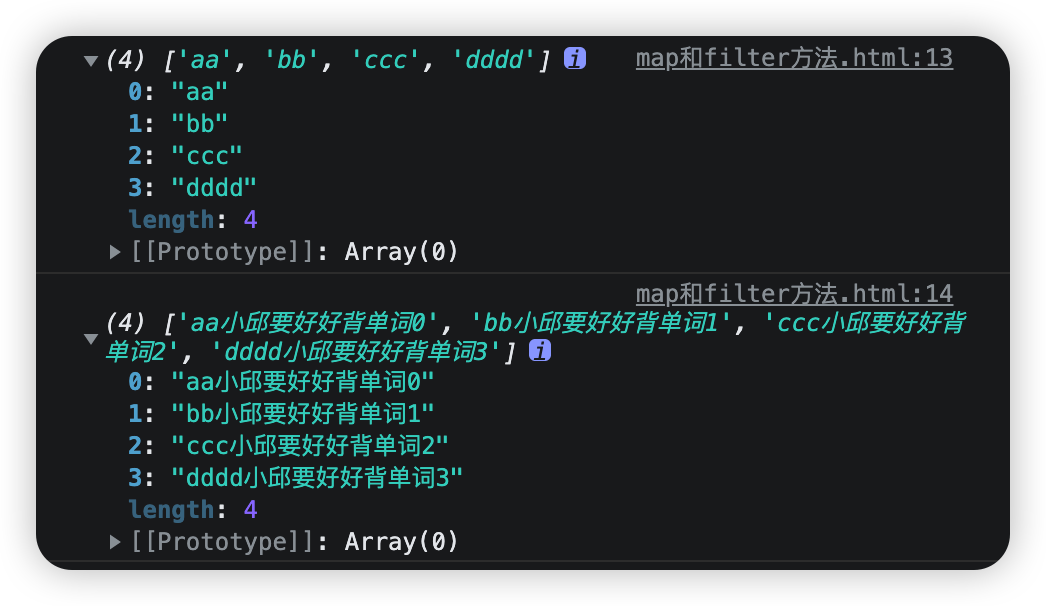 (4) ['aa', 'bb', 'ccc', 'dddd'] i map和filter方法.html:13
0: "aa"
1: "bb"
2: "ccc"
3: "dddd"
length: 4
[[Prototype]]: Array(0)
map和filter方法.html:14
(4) ['aa小邱要好好背单词0', 'bb小邱要好好背单词1', 'ccc小邱要好好背
单词2', 'dddd小邱要好好背单词3'] i
0: "aa小邱要好好背单词0"
1: "bb小邱要好好背单词1"
2: "ccc小邱要好好背单词2"
3: "dddd小邱要好好背单词3"
length: 4
[[Prototype]]: Array(0)